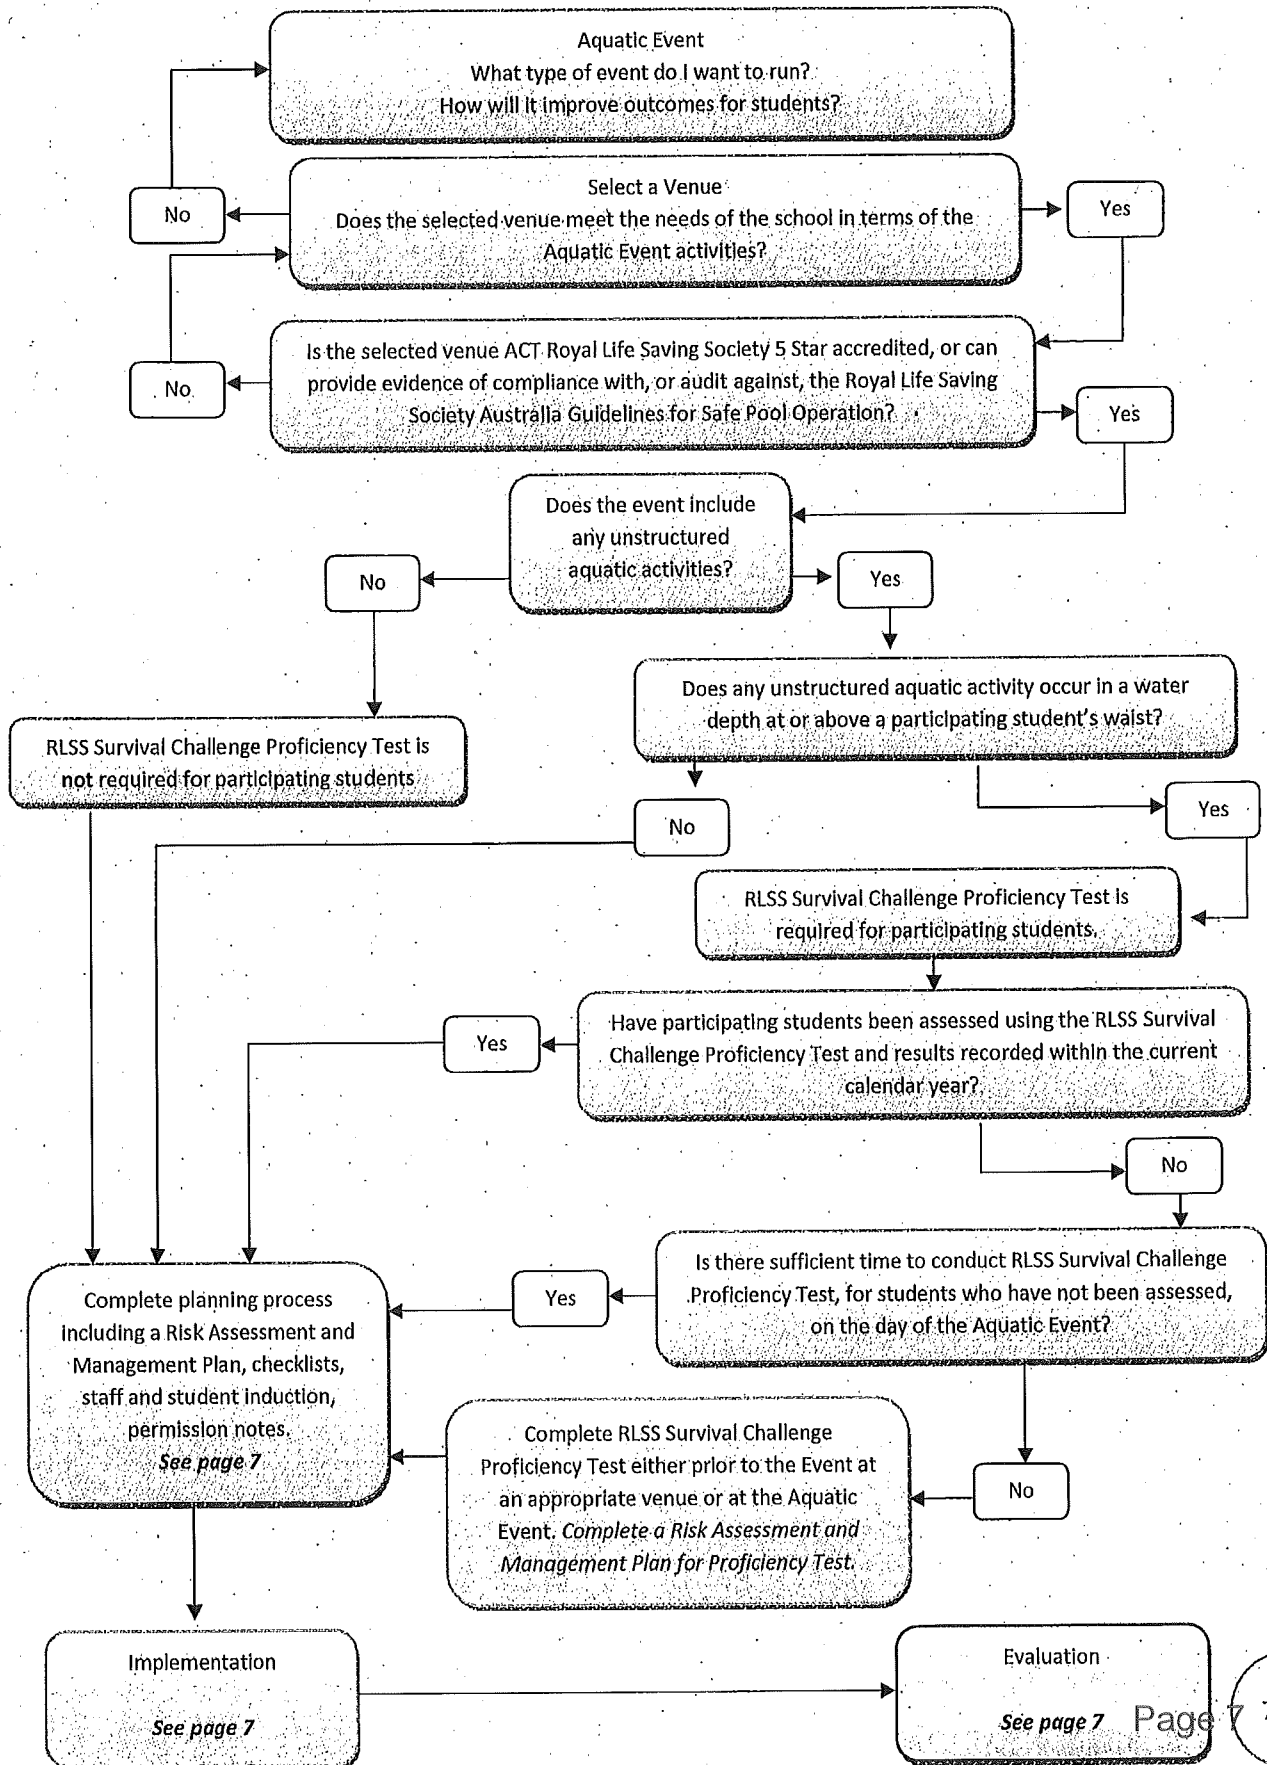 Aquatic Event
What type of event do I want to run?
How will it improve outcomes for students?
Select a Venue
Does the selected venue meet the needs of the school in terms of the
Aquatic Event activities?
No
Yes
Is the selected venue ACT Royal Life Saving Society 5 Star accredited, or can
provide evidence of compliance with, or audit against, the Royal Life Saving
Society Australia Guidelines for Safe Pool Operation?
No
Yes
Does the event include
any unstructured
aquatic activities?
No
Yes
Does any unstructured aquatic activity occur in a water
depth at or above a participating student's waist?
RLSS Survival Challenge Proficiency Test is
not required for participating students
No
Yes
RLSS Survival Challenge Proficiency Test is
required for participating students.
Have participating students been assessed using the RLSS Survival
Challenge Proficiency Test and results recorded within the current
calendar year?
Yes
No
Is there sufficient time to conduct RLSS Survival Challenge
Proficiency Test, for students who have not been assessed,
on the day of the Aquatic Event?
Yes
No
Complete planning process
including a Risk Assessment and
Management Plan, checklists,
staff and student induction,
permission notes.
See page 7
Complete RLSS Survival Challenge
Proficiency Test either prior to the Event at
an appropriate venue or at the Aquatic
Event. Complete a Risk Assessment and
Management Plan for Proficiency Test.
Implementation
See page 7
Evaluation
See page 7
Page 7